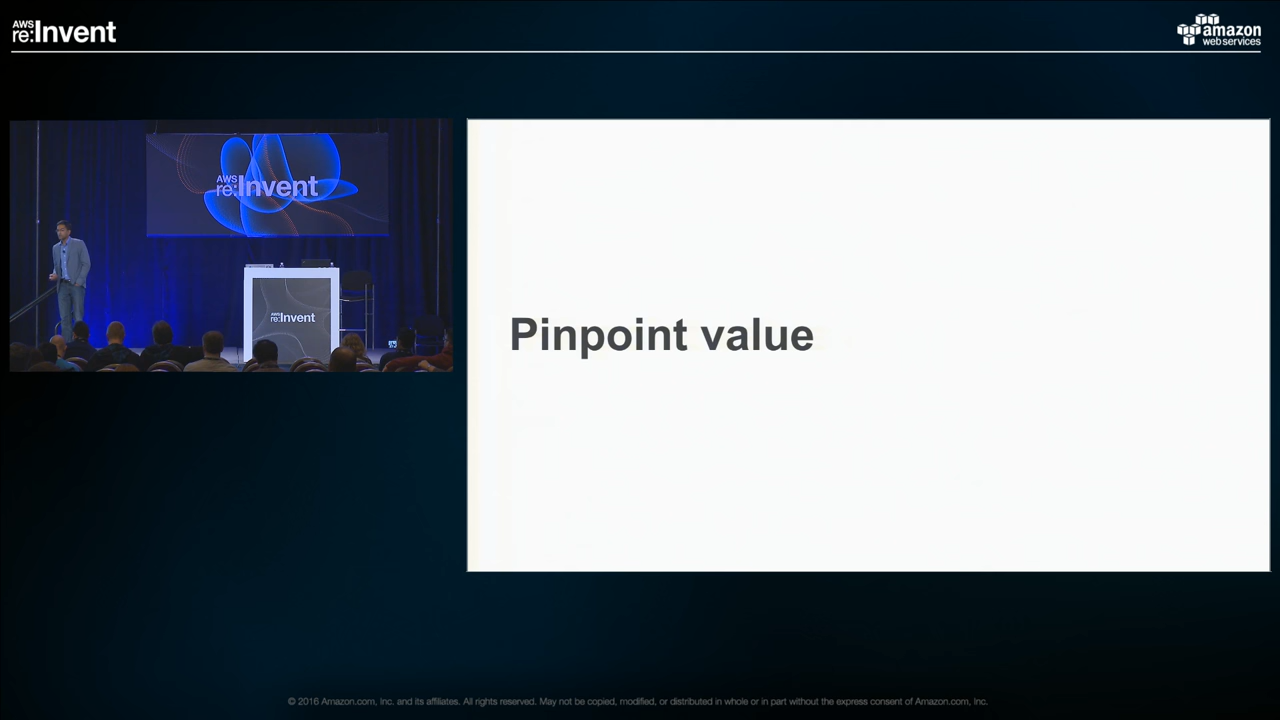 AWS
re:Invent
amazon
web services
AWS
re:Invent
AWS
re:Invent
Pinpoint value
© 2016 Amazon.com, Inc. and its affiliates. All rights reserved. May not be copied, modified, or distributed in whole or in part without the express consent of Amazon.com, Inc.